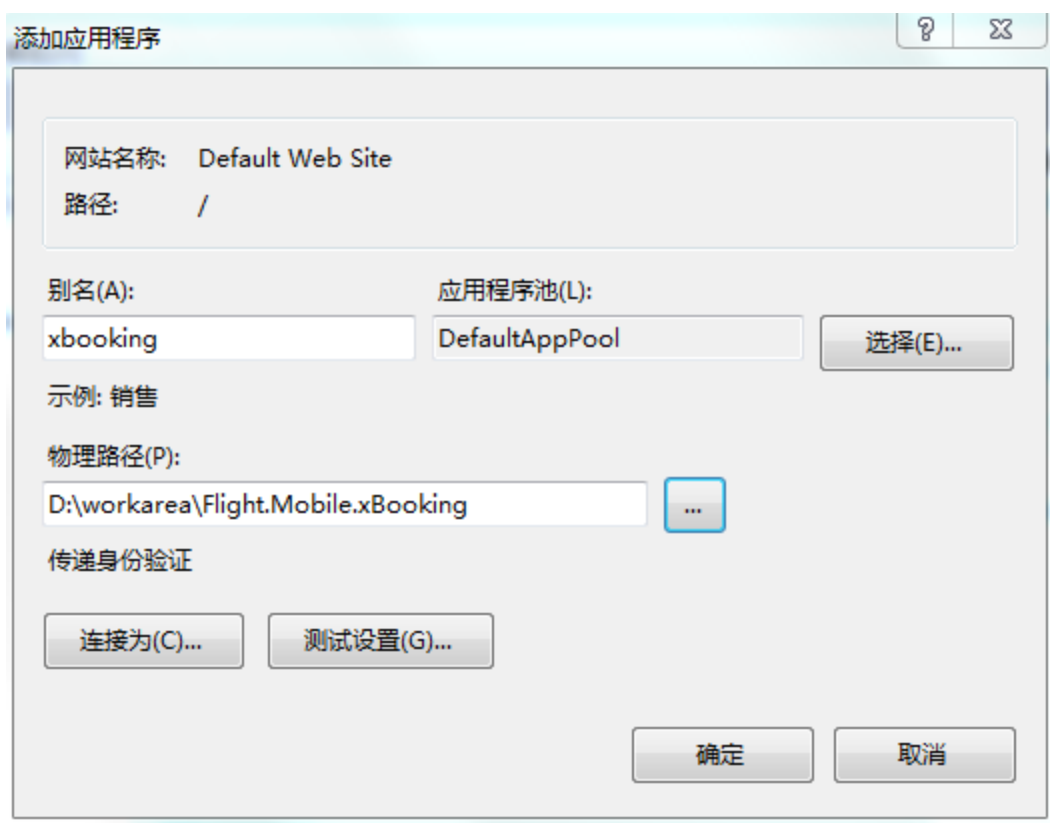 添加应用程序
网站名称: Default Web Site
路径: /
别名(A): 应用程序池(L):
xbooking DefaultAppPool 选择(E)...
示例: 销售
物理路径(P):
D:\workarea\Flight.Mobile.xBooking ...
传递身份验证
连接为(C)... 测试设置(G)...
确定 取消